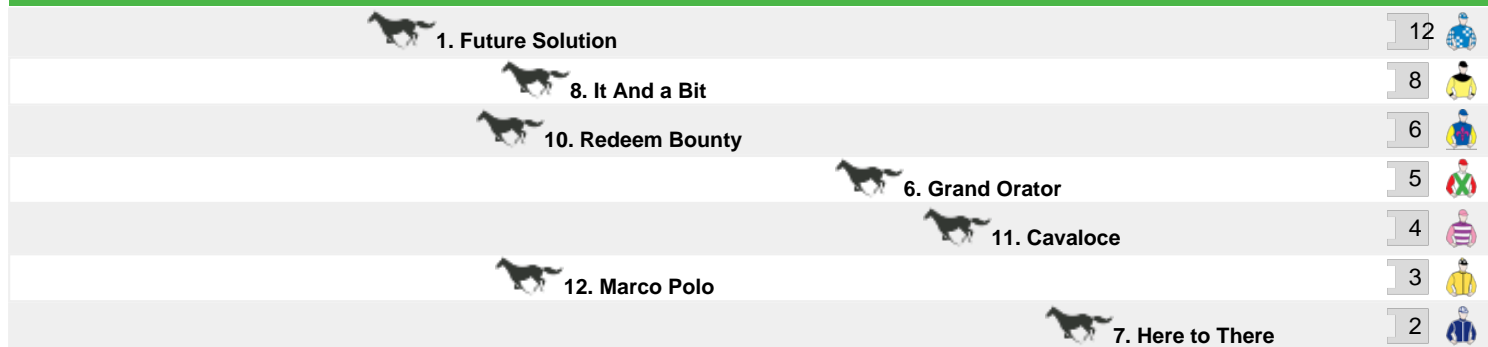 1. Future Solution 12
8. It And a Bit 8
10. Redeem Bounty 6
6. Grand Orator 5
11. Cavaloce 4
12. Marco Polo 3
7. Here to There 2